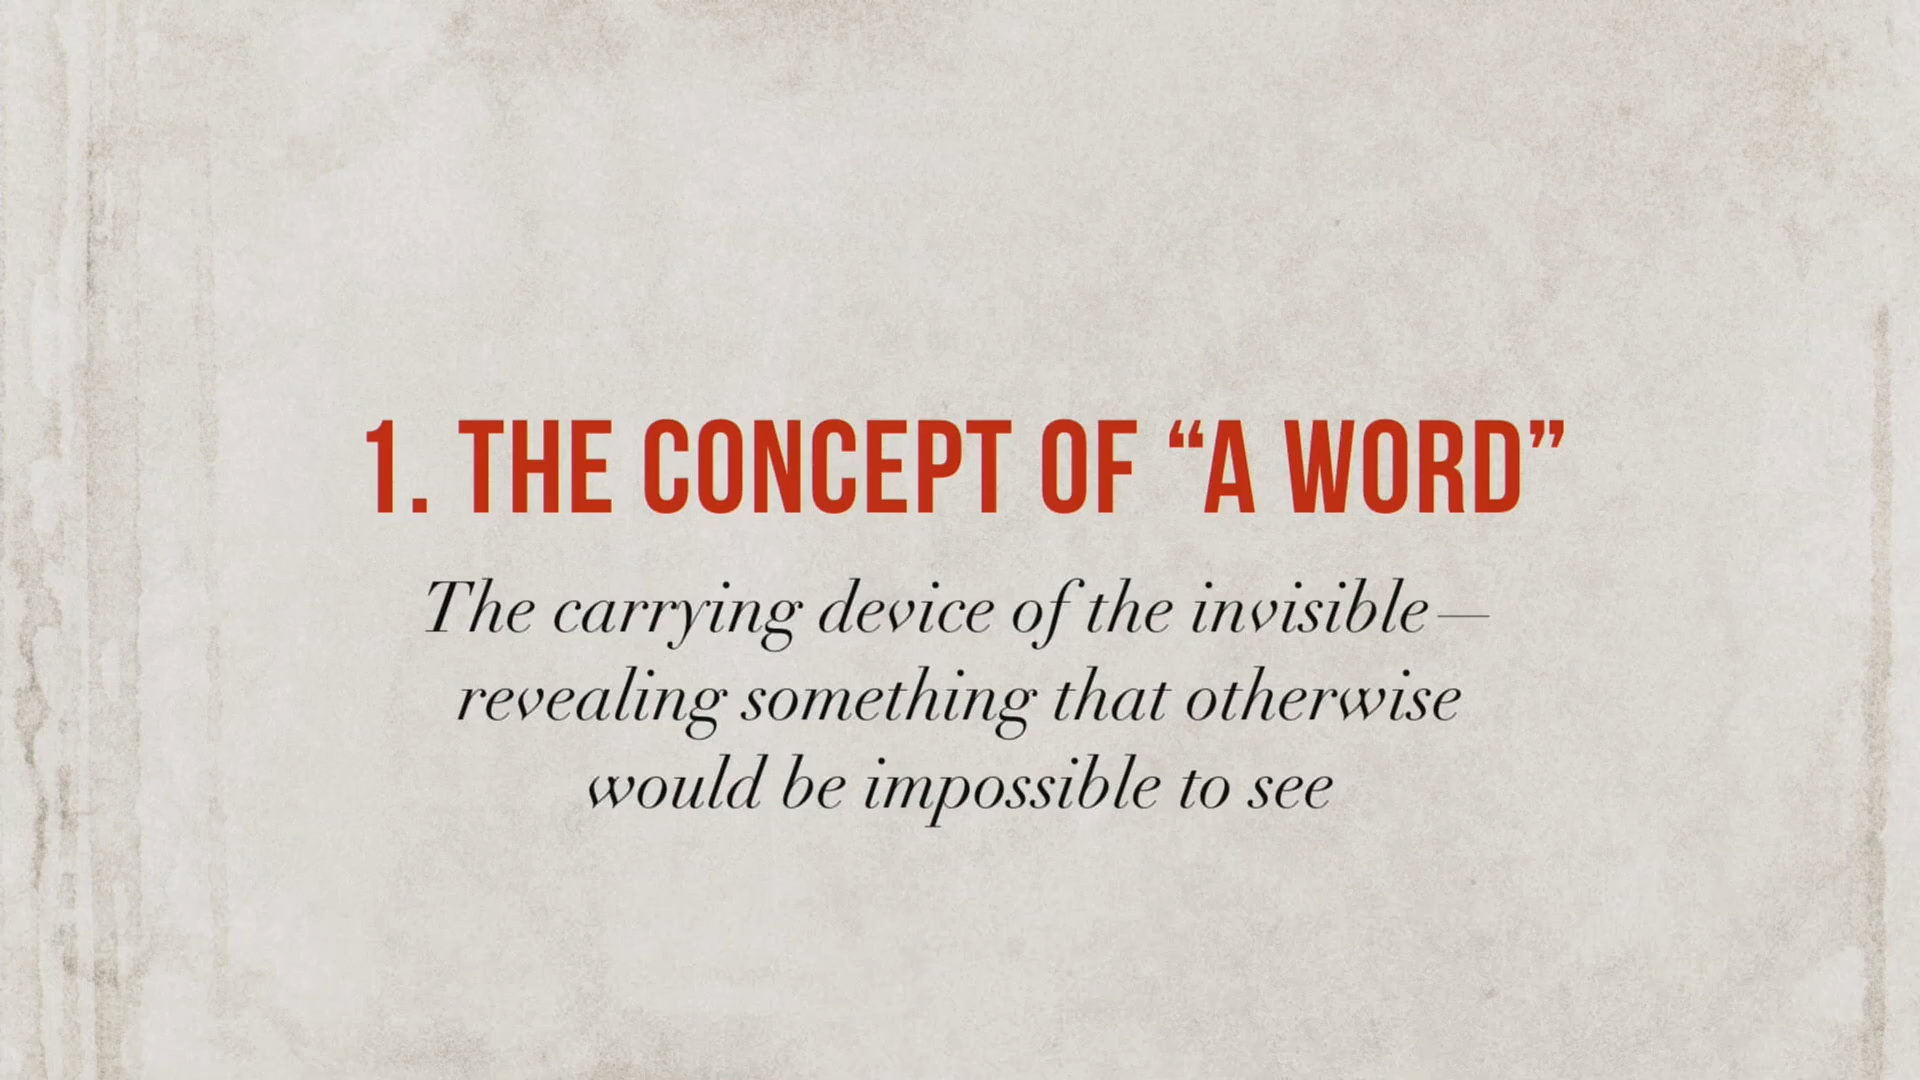 1. THE CONCEPT OF “A WORD”
The carrying device of the invisible—
revealing something that otherwise
would be impossible to see